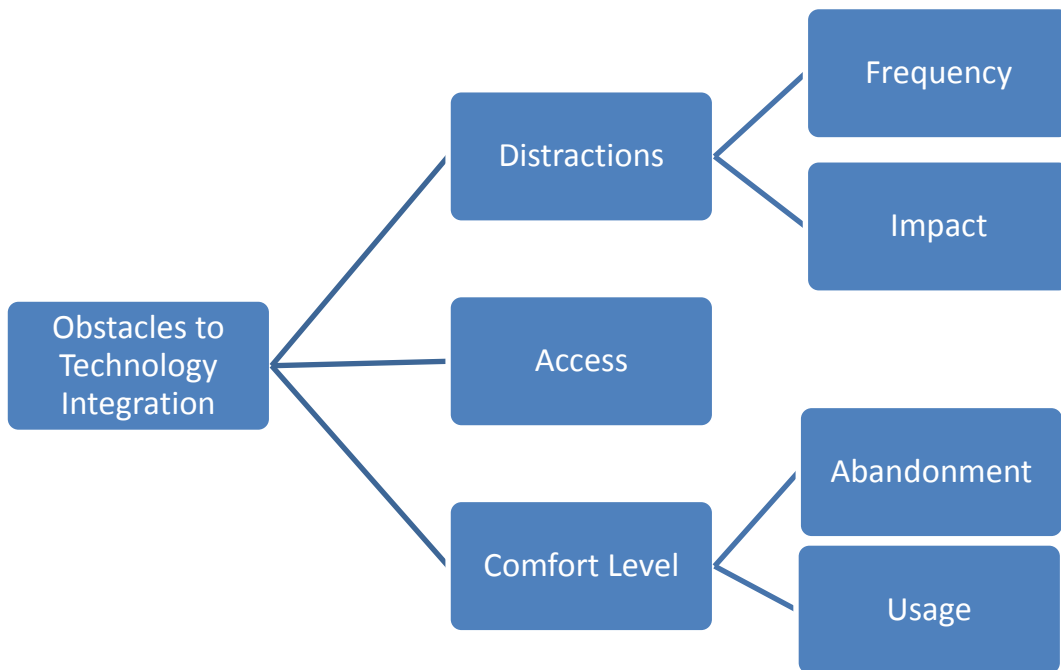 Obstacles to
Technology
Integration
Distractions
Frequency
Impact
Access
Comfort Level
Abandonment
Usage